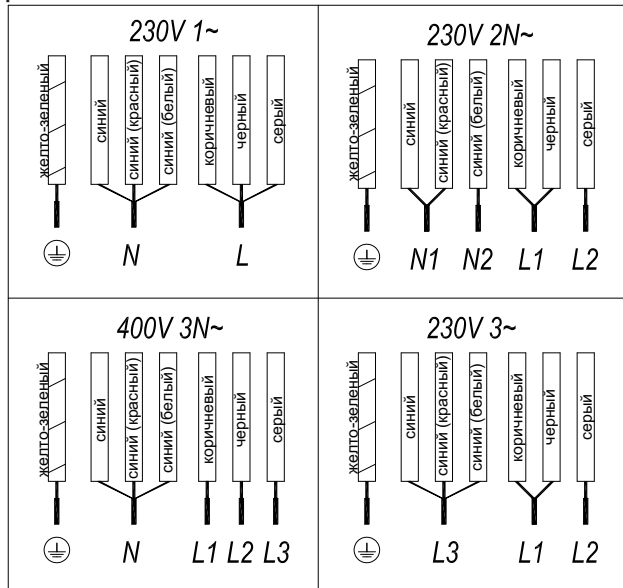 230V 1~
желто-зеленый
синий
синий (красный)
синий (белый)
коричневый
черный
серый
N
L
230V 2N~
желто-зеленый
синий
синий (красный)
синий (белый)
коричневый
черный
серый
N1
N2
L1
L2
400V 3N~
желто-зеленый
синий
синий (красный)
синий (белый)
коричневый
черный
серый
N
L1
L2
L3
230V 3~
желто-зеленый
синий
синий (красный)
синий (белый)
коричневый
черный
серый
L3
L1
L2